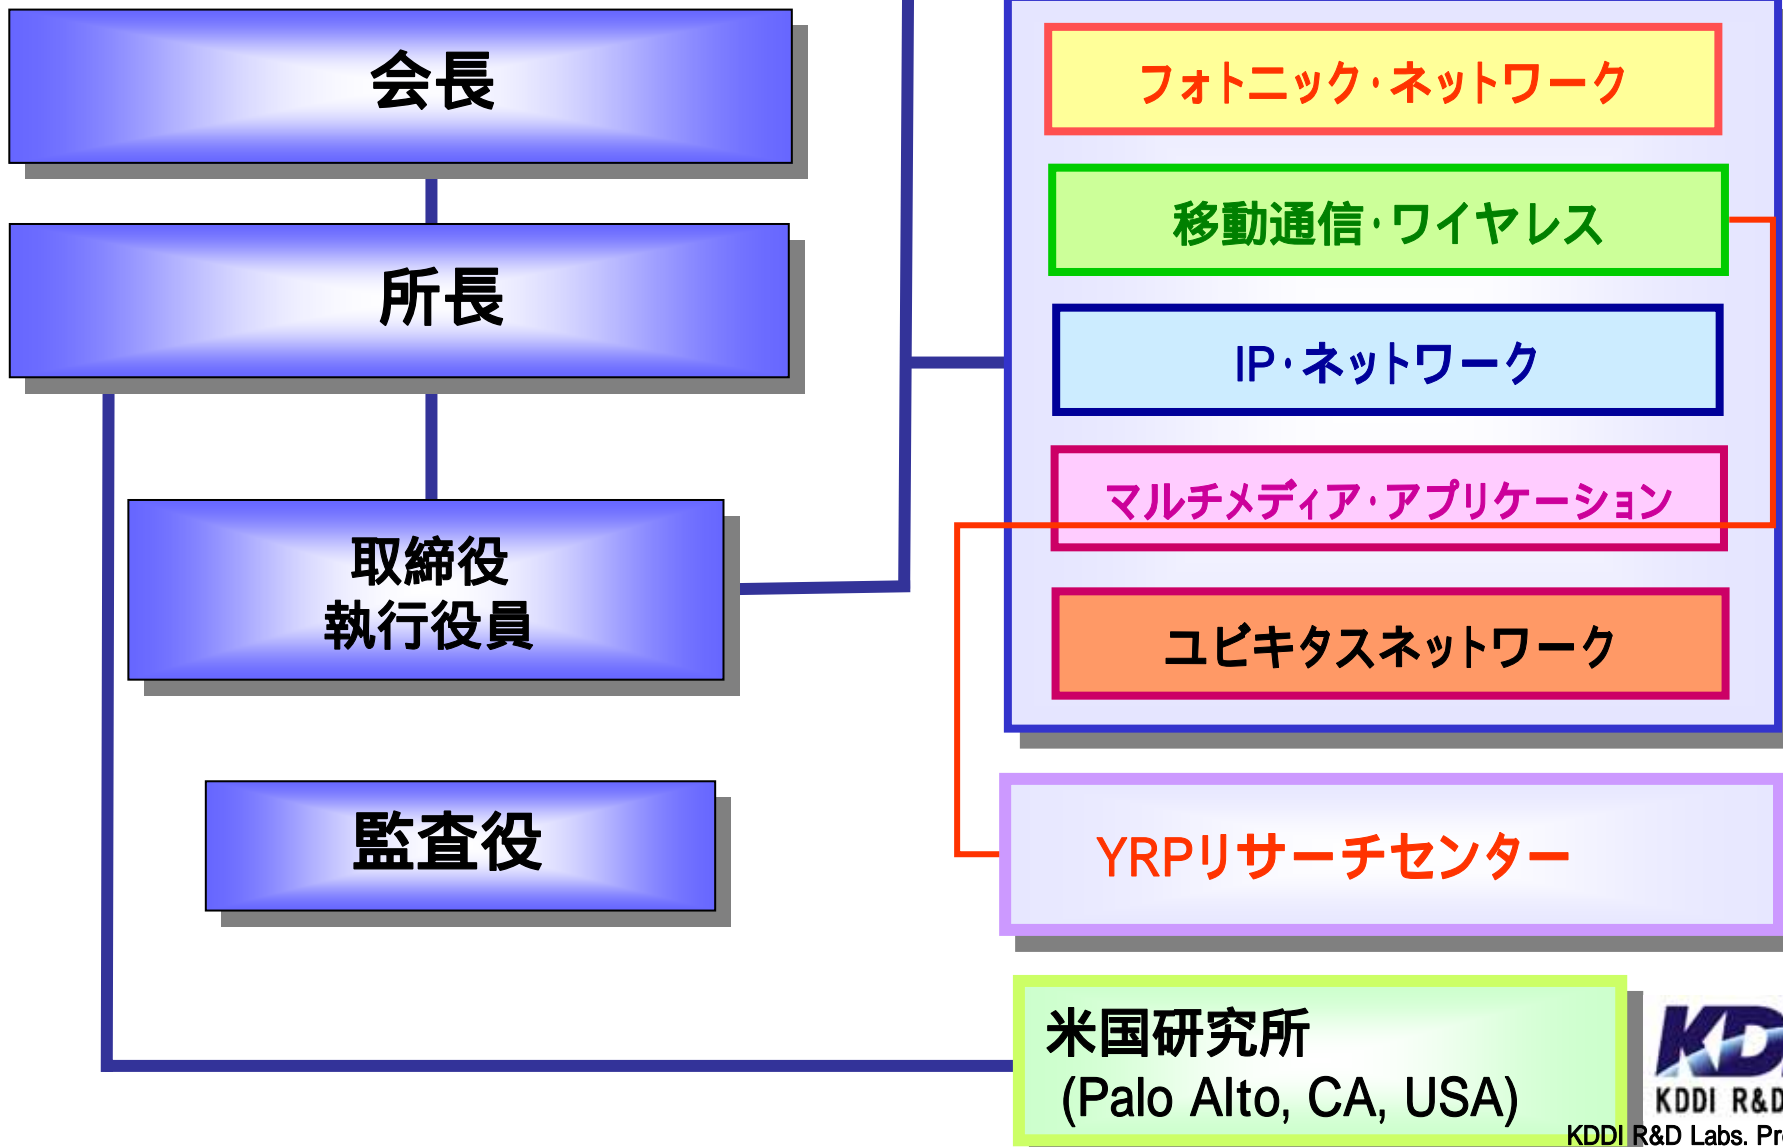 会長
所長
取締役
執行役員
監査役
フォトニック・ネットワーク
移動通信・ワイヤレス
IP・ネットワーク
マルチメディア・アプリケーション
ユビキタスネットワーク
YRPリサーチセンター
米国研究所
(Palo Alto, CA, USA)
KDDI R&D
KDDI R&D Labs.